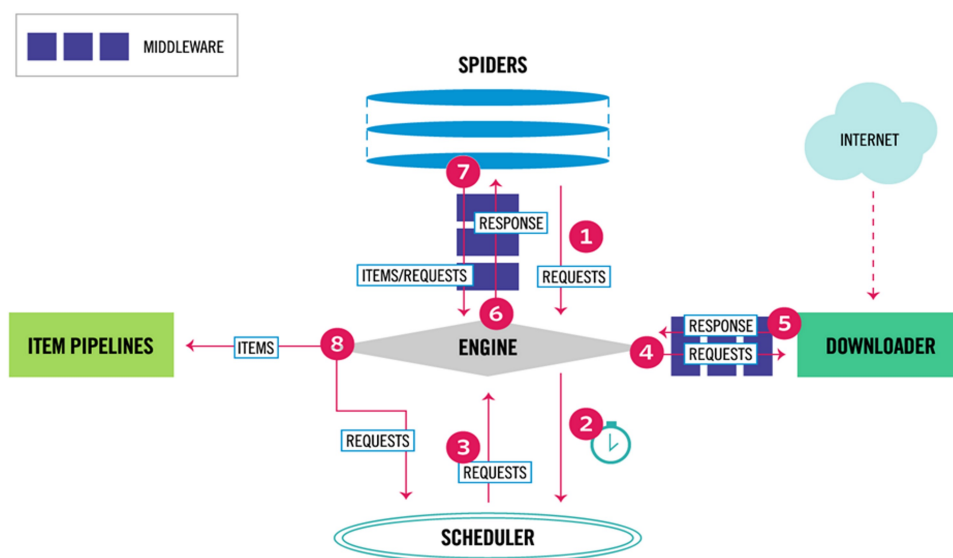 MIDDLEWARE
SPIDERS
INTERNET
7
RESPONSE
1
ITEMS/REQUESTS
REQUESTS
6
ITEM PIPELINES
ITEMS
8
ENGINE
4
RESPONSE
5
REQUESTS
DOWNLOADER
REQUESTS
3
REQUESTS
2
SCHEDULER